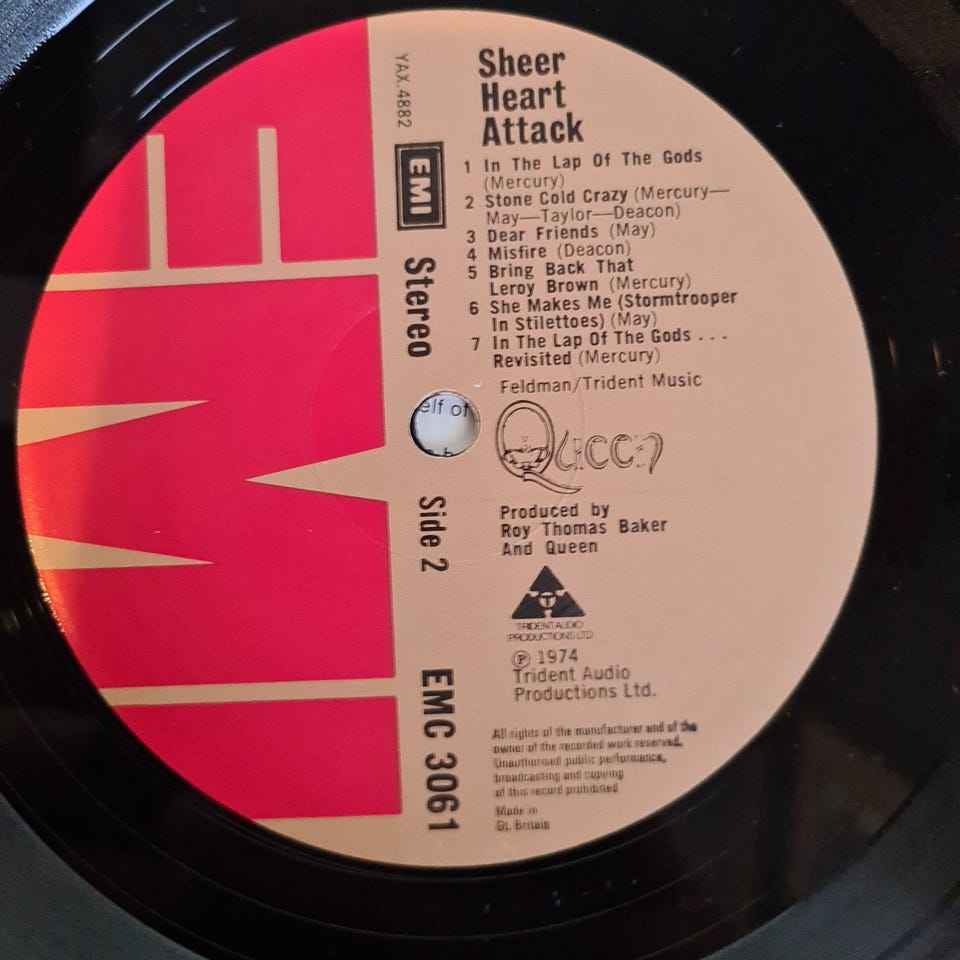 Sheer
Heart
Attack
1 In The Lap Of The Gods
(Mercury)
2 Stone Cold Crazy (Mercury—
May—Taylor—Deacon)
3 Dear Friends (May)
4 Misfire (Deacon)
5 Bring Back That
Leroy Brown (Mercury)
6 She Makes Me (Stormtrooper
In Stilettoes) (May)
7 In The Lap Of The Gods . . .
Revisited (Mercury)
Feldman/Trident Music
Queen
Produced by
Roy Thomas Baker
And Queen
T
TRIDENT AUDIO
PRODUCTIONS LTD
℗ 1974
Trident Audio
Productions Ltd.
All rights of the manufacturer and of the
owner of the recorded work reserved.
Unauthorised public performance,
broadcasting and copying
of this record prohibited
Made in
Gt. Britain
YAX.4882
EMI
Stereo
Side 2
EMC 3061
EMI
elf of